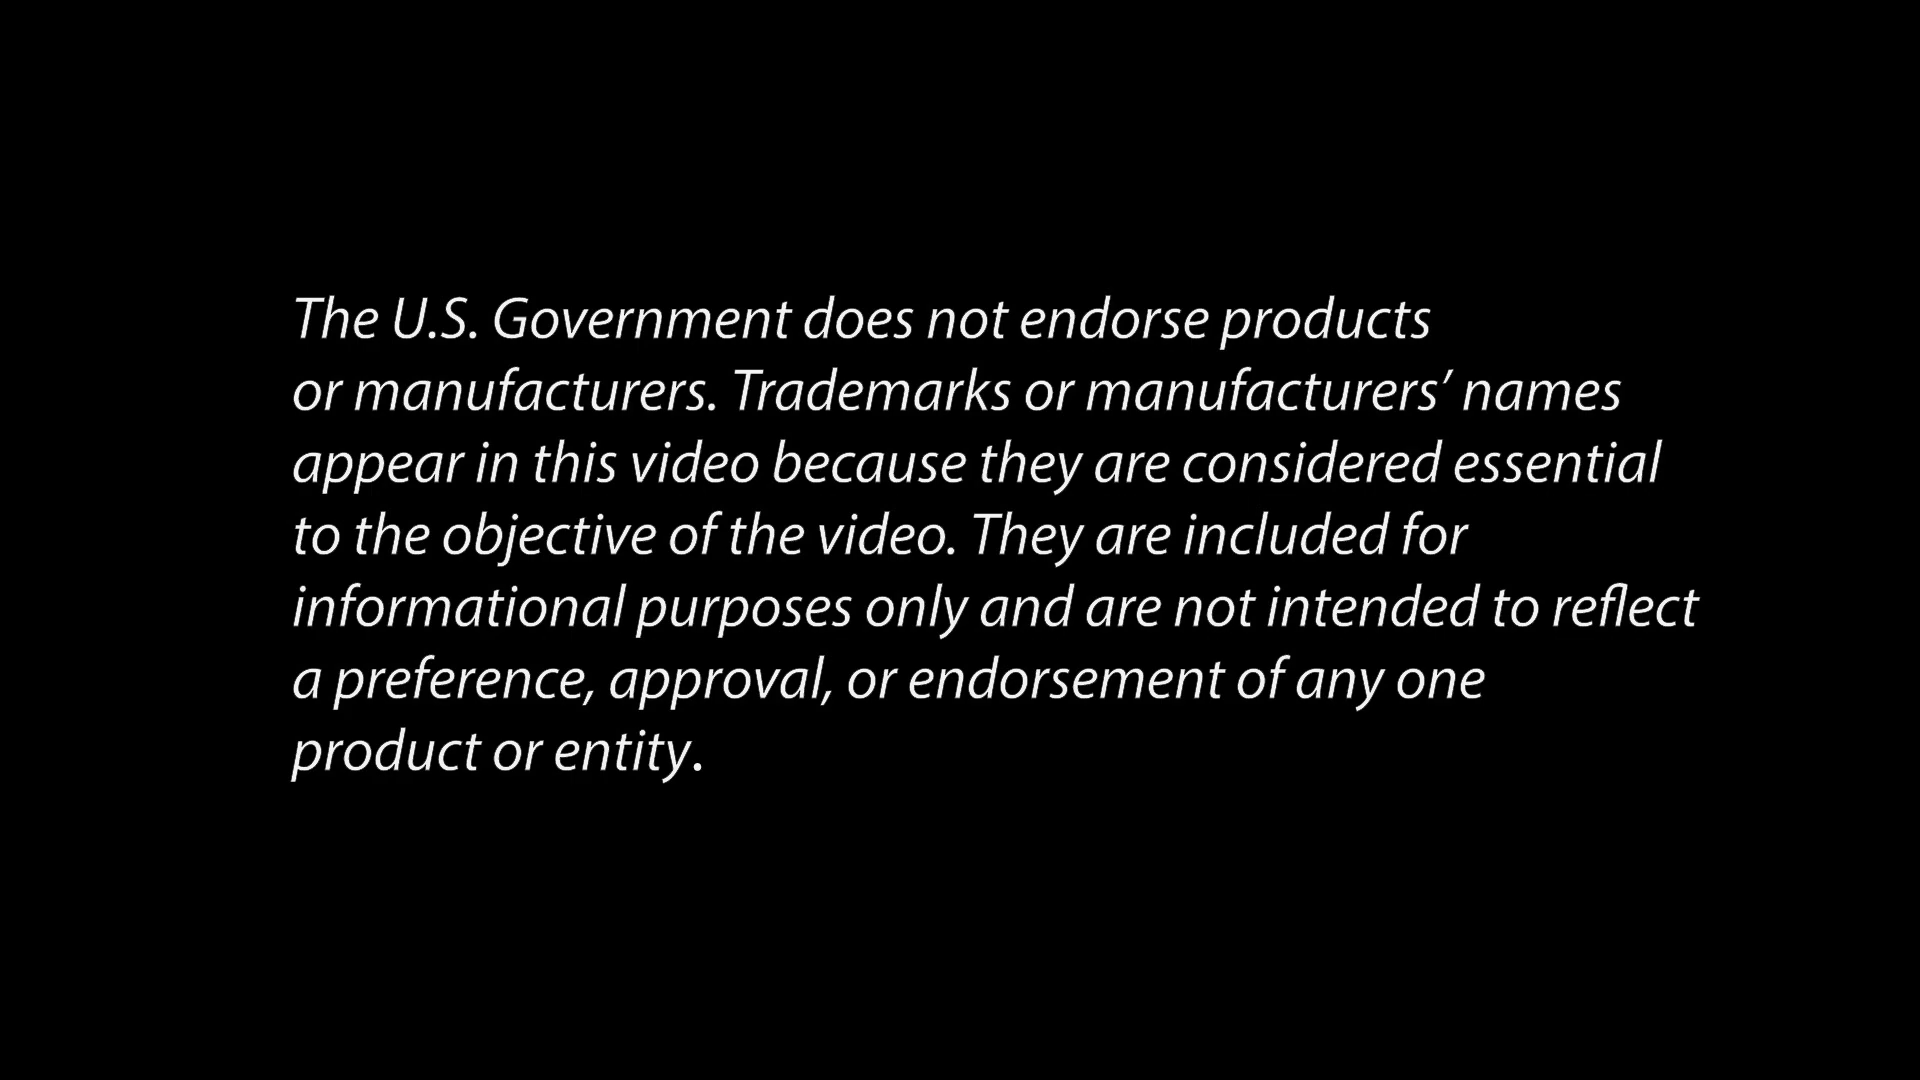 The U.S. Government does not endorse products
or manufacturers. Trademarks or manufacturers’ names
appear in this video because they are considered essential
to the objective of the video. They are included for
informational purposes only and are not intended to reflect
a preference, approval, or endorsement of any one
product or entity.